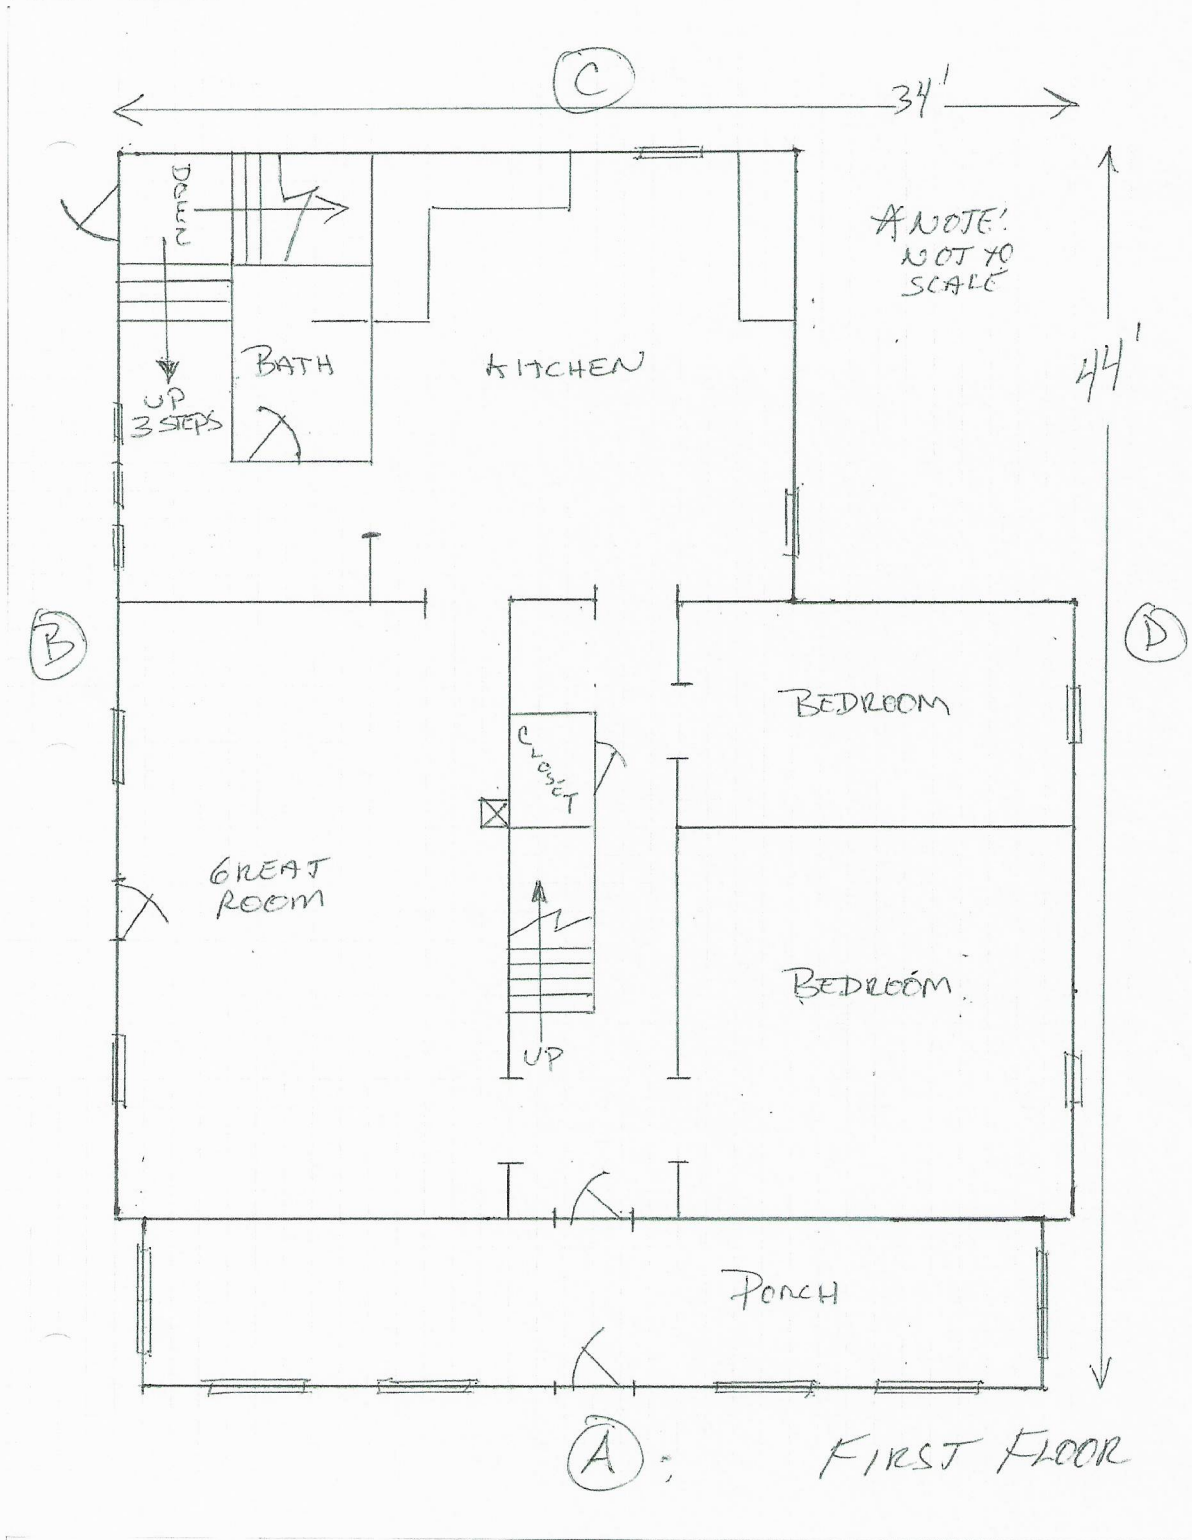 C
34'
DOWN
A NOTE:
NOT TO
SCALE
44'
BATH
KITCHEN
UP
3 STEPS
B
D
BEDROOM
CLOSET
GREAT
ROOM
BEDROOM
UP
PORCH
A:
FIRST FLOOR